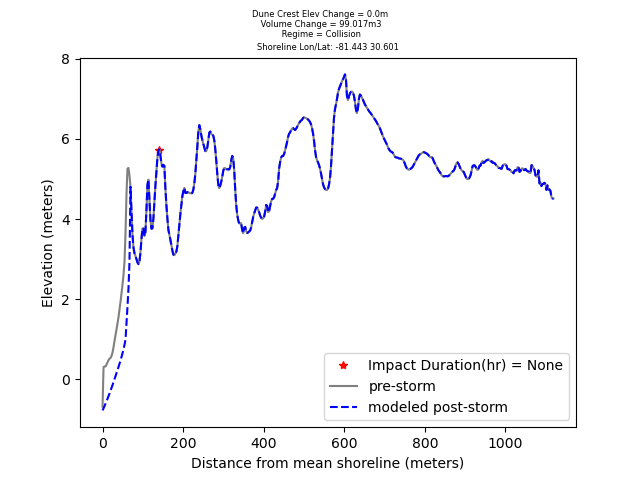 Dune Crest Elev Change = 0.0m
Volume Change = 99.017m3
Regime = Collision
Shoreline Lon/Lat: -81.443 30.601
8
6
4
2
0
Elevation (meters)
Impact Duration(hr) = None
pre-storm
modeled post-storm
0 200 400 600 800 1000
Distance from mean shoreline (meters)